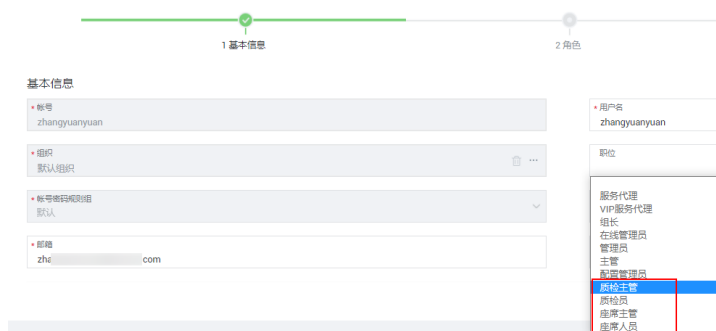 1 基本信息
2 角色
基本信息
* 帐号
zhangyuanyuan
* 用户名
zhangyuanyuan
* 组织
默认组织
职位
* 帐号密码规则组
默认
* 邮箱
zha com
服务代理
VIP服务代理
组长
在线管理员
管理员
主管
配置管理员
质检主管
质检员
座席主管
座席人员